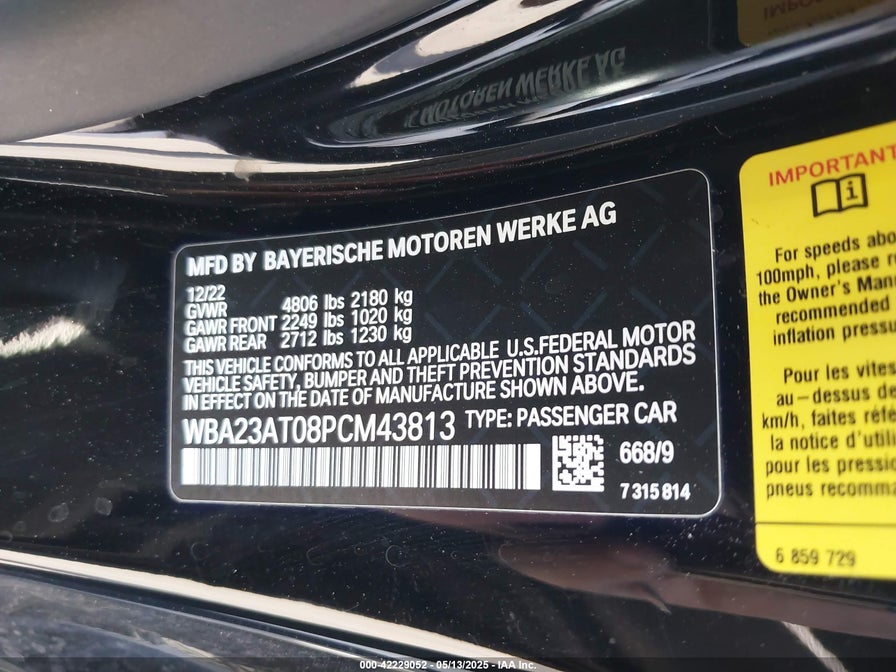 MFD BY BAYERISCHE MOTOREN WERKE AG
12/22
GVWR 4806 lbs 2180 kg
GAWR FRONT 2249 lbs 1020 kg
GAWR REAR 2712 lbs 1230 kg
THIS VEHICLE CONFORMS TO ALL APPLICABLE U.S.FEDERAL MOTOR
VEHICLE SAFETY, BUMPER AND THEFT PREVENTION STANDARDS
IN EFFECT ON THE DATE OF MANUFACTURE SHOWN ABOVE.
WBA23AT08PCM43813 TYPE: PASSENGER CAR
668/9
7 315 814
IMPORTANT
For speeds abo
100mph, please r
the Owner's Man
recommended
inflation press
Pour les vites
au-dessus d
km/h, faites réf
la notice d'util
pour les pressi
pneus recomm
6 859 729
000-42229052 - 05/13/2025 - IAA Inc.